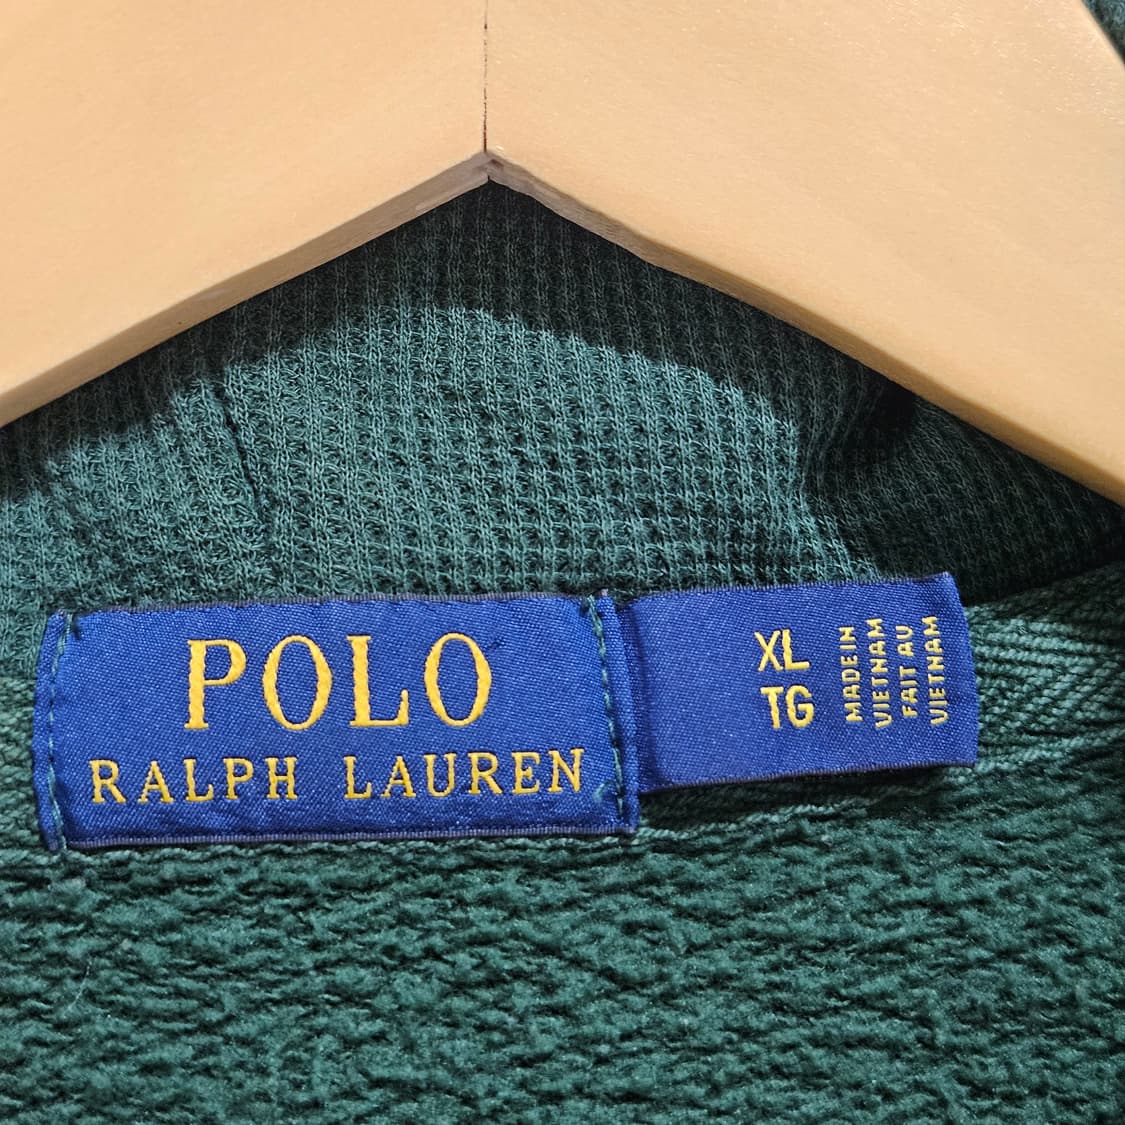 POLO
RALPH LAUREN
XL
TG
MADE IN
VIETNAM
FAIT AU
VIETNAM